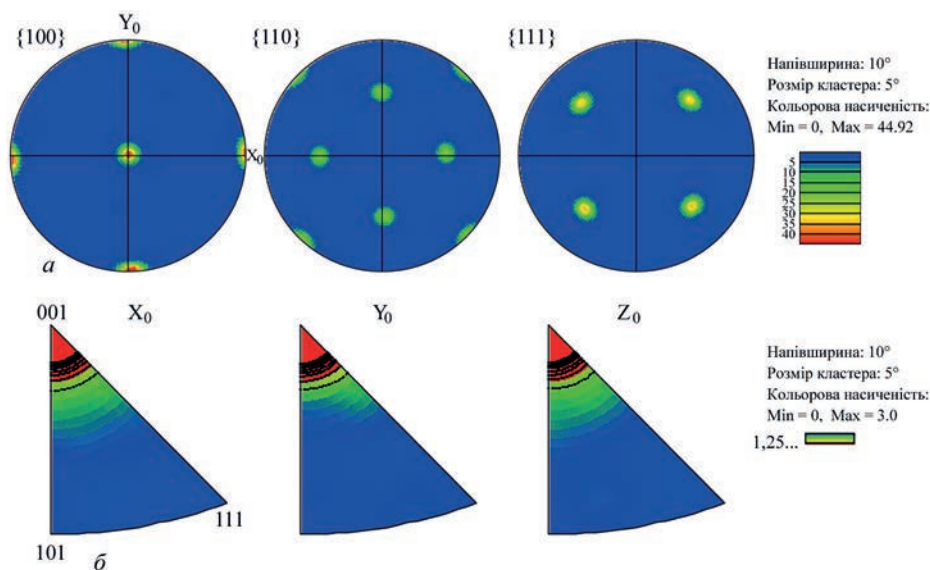 {100}
Y0
{110}
{111}
X0
Напівширина: 10°
Розмір кластера: 5°
Кольорова насиченість:
Min = 0, Max = 44.92
5
10
15
20
25
30
35
40
а
001
X0
Y0
Z0
111
101
б
Напівширина: 10°
Розмір кластера: 5°
Кольорова насиченість:
Min = 0, Max = 3.0
1,25...